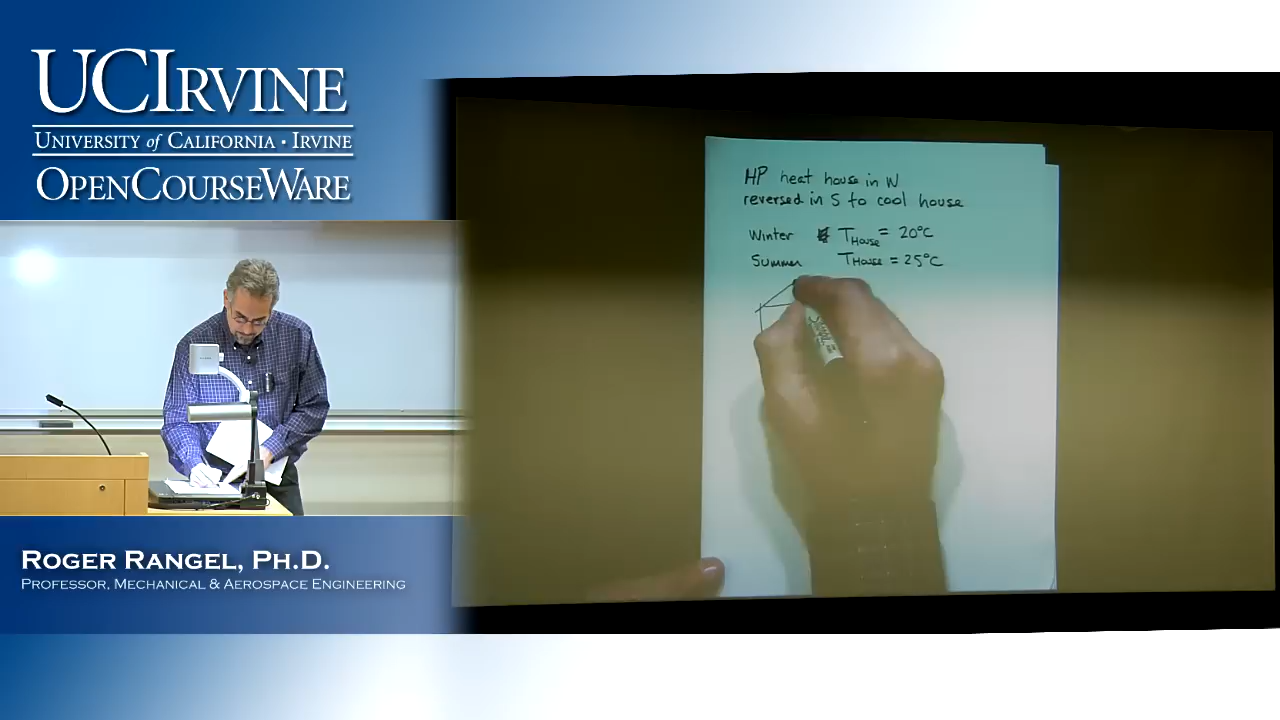 UCIRVINE
UNIVERSITY of CALIFORNIA · IRVINE
OPENCOURSEWARE
HP heat house in W
reversed in S to cool house
Winter THouse = 20°C
Summer THouse = 25°C
ROGER RANGEL, PH.D.
PROFESSOR, MECHANICAL & AEROSPACE ENGINEERING